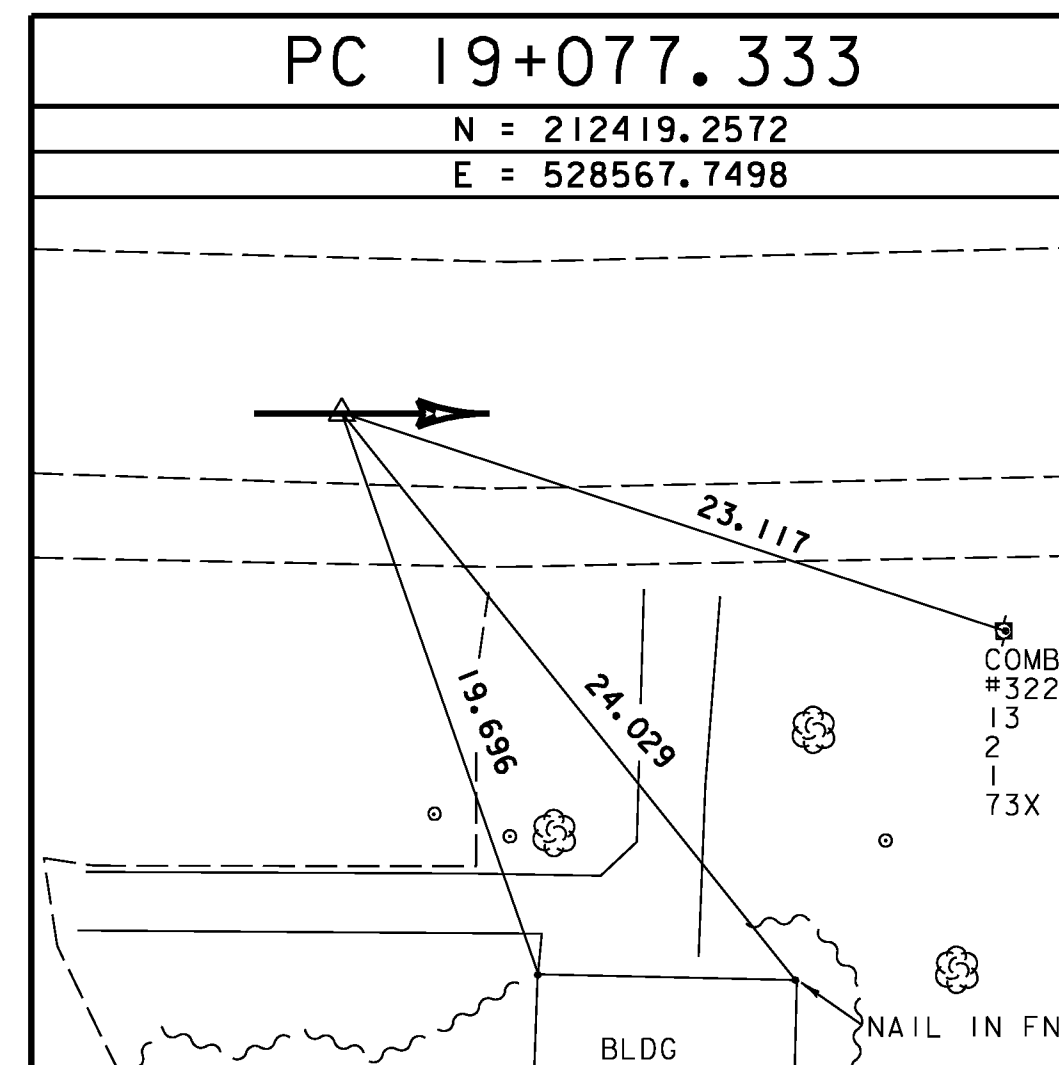 PC 19+077.333
N = 212419.2572
E = 528567.7498
23.117
COMB
#322
13
2
1
73X
19.696
24.029
NAIL IN FN
BLDG